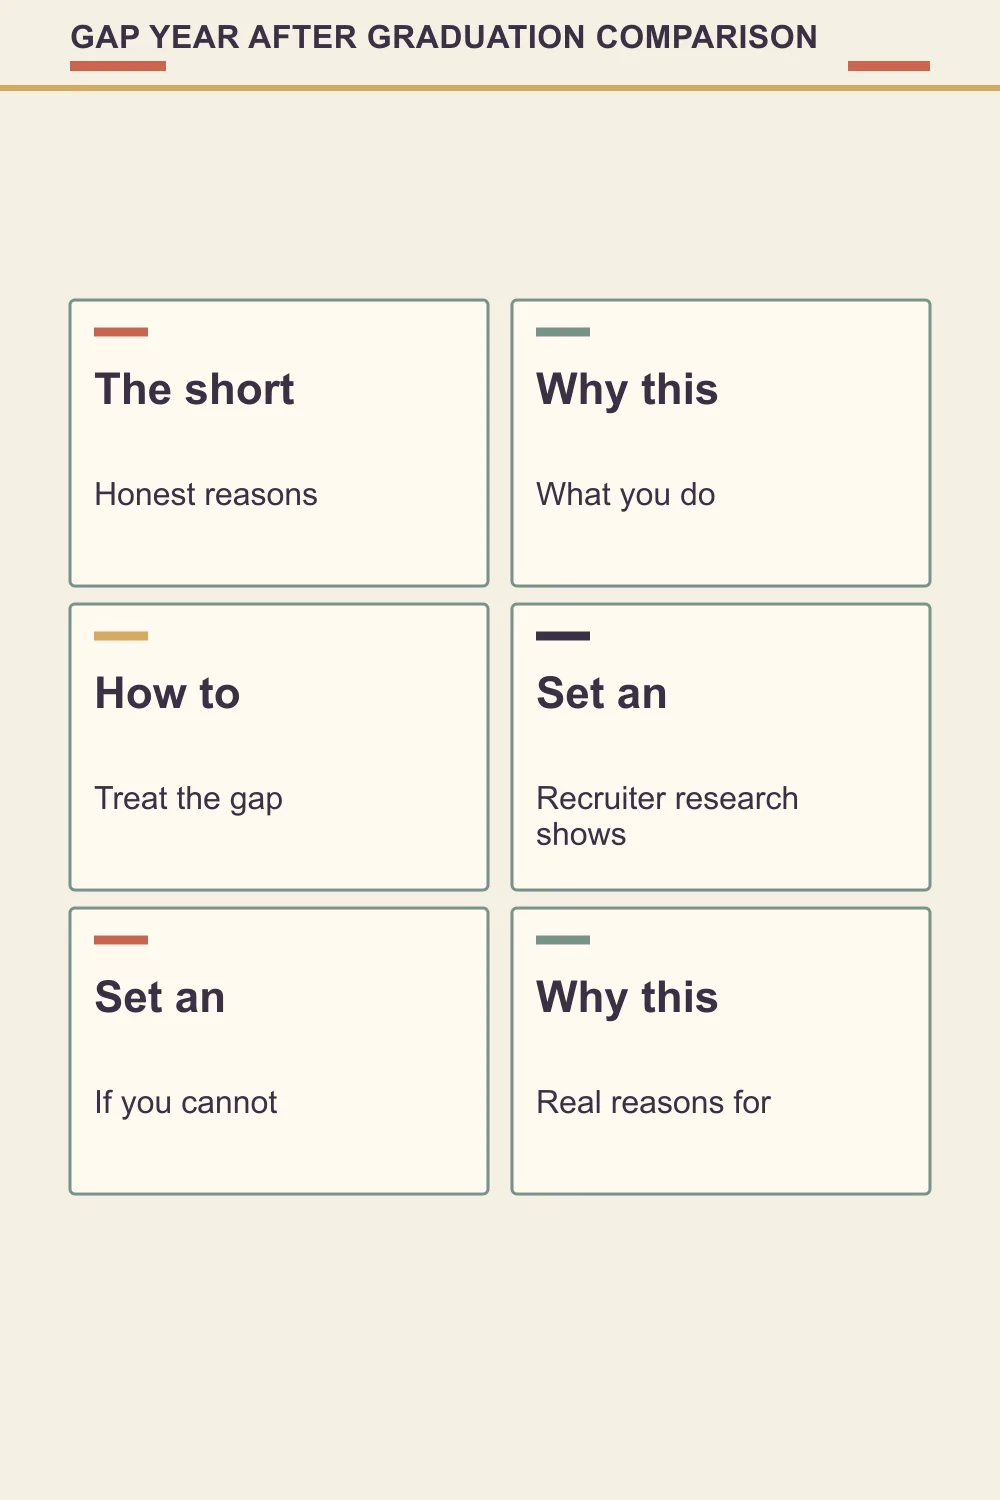 GAP YEAR AFTER GRADUATION COMPARISON
The short
Honest reasons
Why this
What you do
How to
Treat the gap
Set an
Recruiter research
shows
Set an
If you cannot
Why this
Real reasons for